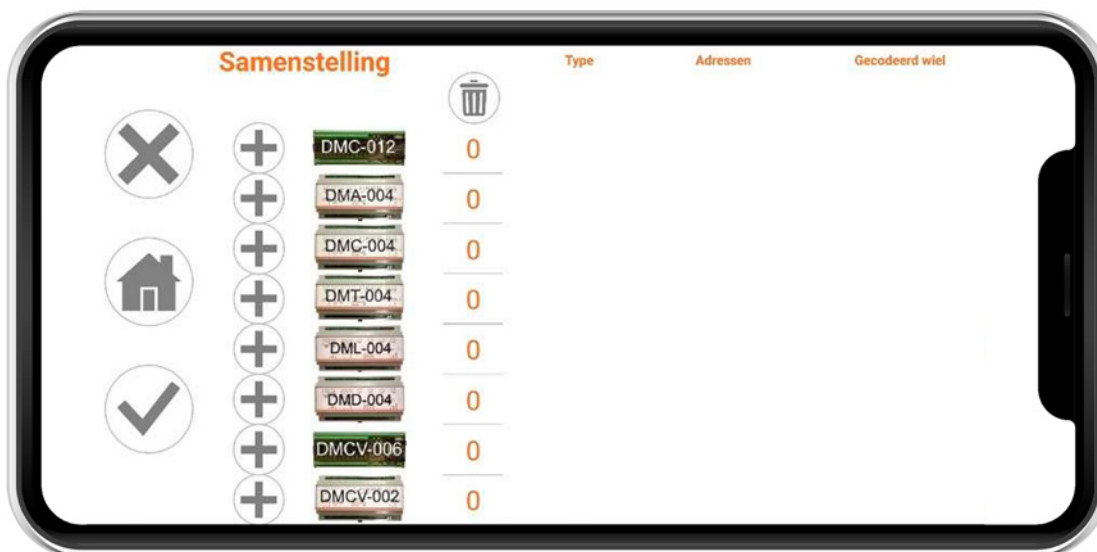 Samenstelling Type Adressen Gecodeerd wiel
DMC-012 0
DMA-004 0
DMC-004 0
DMT-004 0
DML-004 0
DMD-004 0
DMCV-006 0
DMCV-002 0